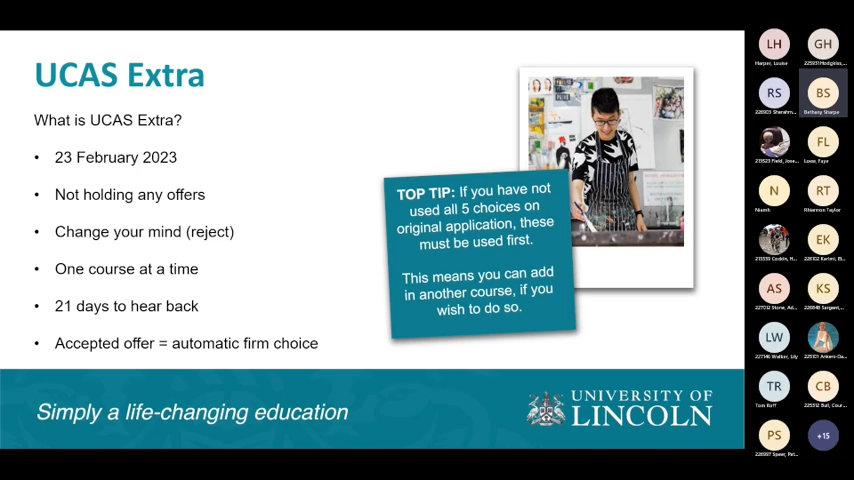 UCAS Extra
What is UCAS Extra?
• 23 February 2023
• Not holding any offers
• Change your mind (reject)
• One course at a time
• 21 days to hear back
• Accepted offer = automatic firm choice
TOP TIP: If you have not
used all 5 choices on
original application, these
must be used first.
This means you can add
in another course, if you
wish to do so.
Simply a life-changing education
UNIVERSITY OF
LINCOLN
LH
Harper, Louise
GH
RS
BS
Bethany Sharpe
FL
Lowe, Faye
N
Niamh
RT
Rhiannon Taylor
EK
AS
KS
LW
227146 Walker, Lily
TR
Tom Ruff
CB
PS
+15